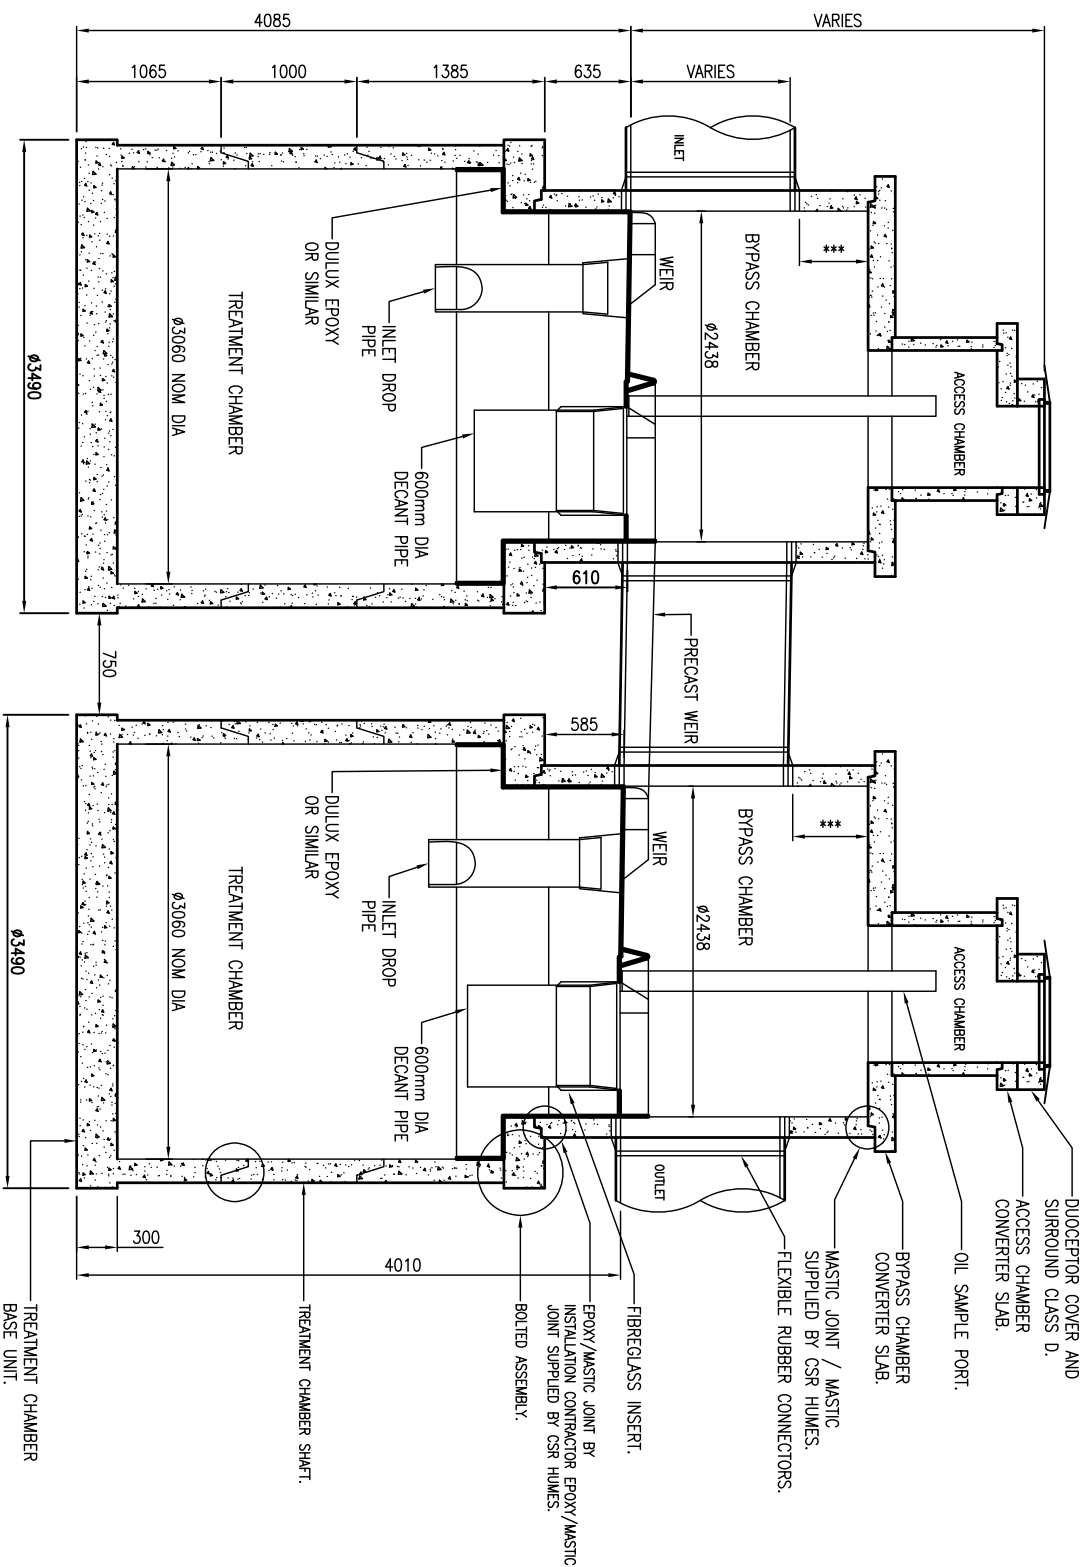 4085
VARIES
1065
1000
1385
635
VARIES
INLET
***
BYPASS CHAMBER
WEIR
ø2438
ACCESS CHAMBER
DULUX EPOXY
OR SIMILAR
INLET DROP
PIPE
TREATMENT CHAMBER
ø3060 NOM DIA
600mm DIA
DECANT PIPE
ø3490
610
750
PRECAST WEIR
585
***
BYPASS CHAMBER
WEIR
ø2438
ACCESS CHAMBER
DULUX EPOXY
OR SIMILAR
INLET DROP
PIPE
TREATMENT CHAMBER
ø3060 NOM DIA
600mm DIA
DECANT PIPE
ø3490
OUTLET
300
4010
DUOCEPTOR COVER AND
SURROUND CLASS D.
ACCESS CHAMBER
CONVERTER SLAB.
OIL SAMPLE PORT.
BYPASS CHAMBER
CONVERTER SLAB.
MASTIC JOINT / MASTIC
SUPPLIED BY CSR HUMES.
FLEXIBLE RUBBER CONNECTORS.
FIBREGLASS INSERT.
EPOXY/MASTIC JOINT BY
INSTALLATION CONTRACTOR EPOXY/MASTIC
JOINT SUPPLIED BY CSR HUMES.
BOLTED ASSEMBLY.
TREATMENT CHAMBER SHAFT.
TREATMENT CHAMBER
BASE UNIT.